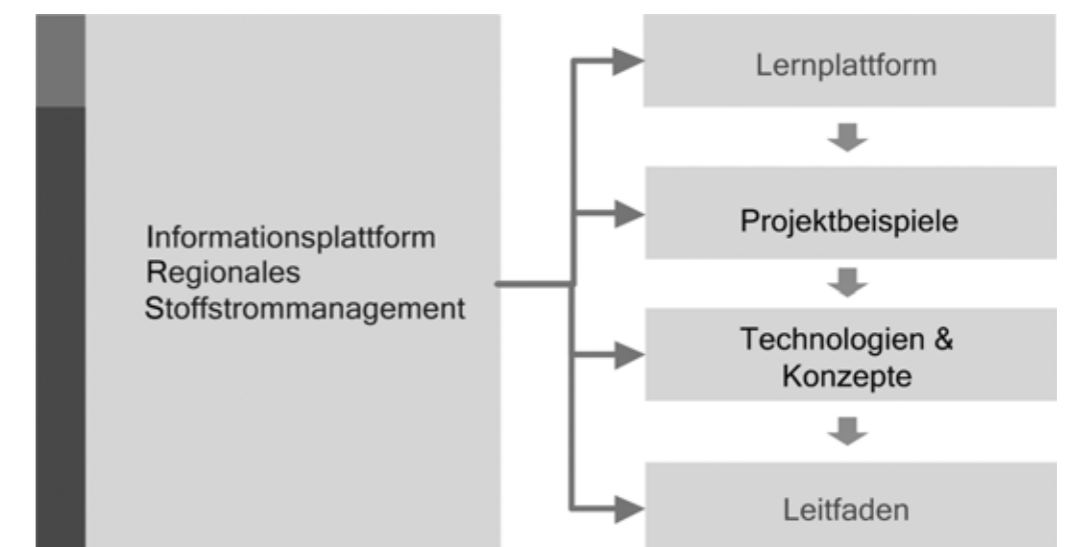 Informationsplattform
Regionales
Stoffstrommanagement
Lernplattform
Projektbeispiele
Technologien &
Konzepte
Leitfaden